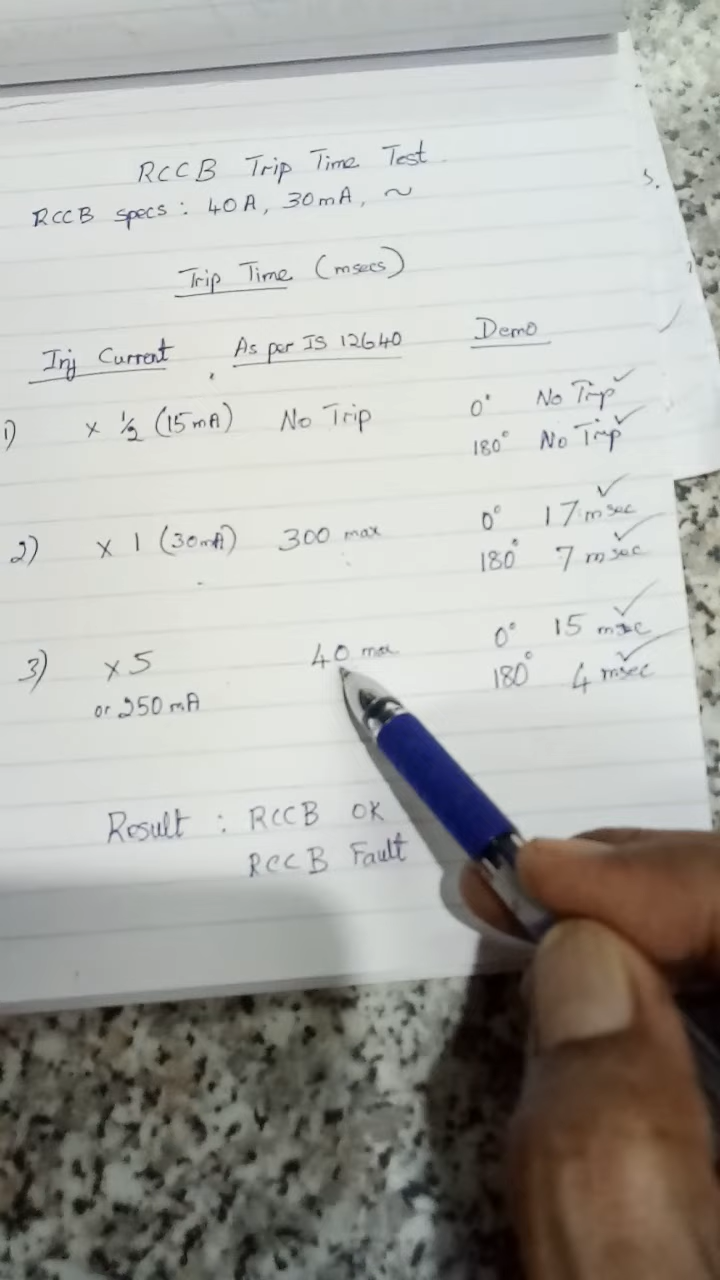 RCCB Trip Time Test
RCCB specs : 40A, 30mA, ~
Trip Time (msecs)
Inj Current As per IS 12640 Demo
1) x ½ (15mA) No Trip 0° No Trip ✓
180° No Trip ✓
2) x 1 (30mA) 300 max 0° 17 msec ✓
180° 7 msec ✓
3) x 5 40 max 0° 15 msec ✓
or 250 mA 180° 4 msec ✓
Result : RCCB OK
RCCB Fault